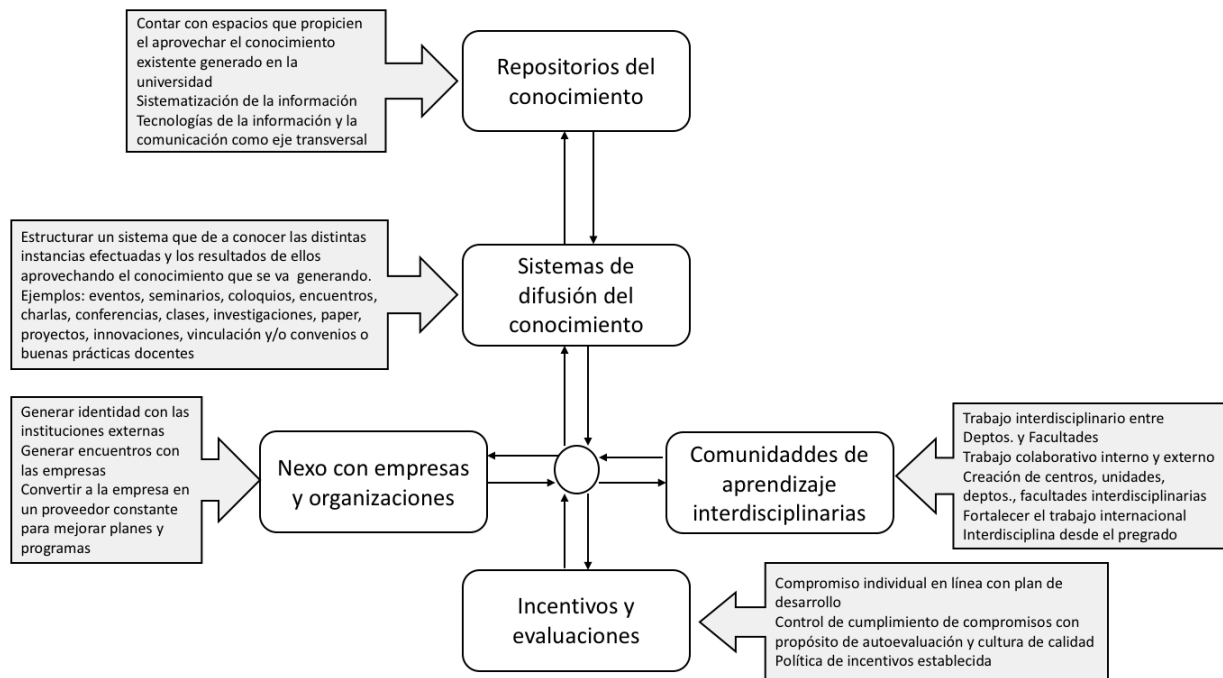 Contar con espacios que propicien
el aprovechar el conocimiento
existente generado en la
universidad
Sistematización de la información
Tecnologías de la información y la
comunicación como eje transversal
Repositorios del
conocimiento
Estructurar un sistema que de a conocer las distintas
instancias efectuadas y los resultados de ellos
aprovechando el conocimiento que se va generando.
Ejemplos: eventos, seminarios, coloquios, encuentros,
charlas, conferencias, clases, investigaciones, paper,
proyectos, innovaciones, vinculación y/o convenios o
buenas prácticas docentes
Sistemas de
difusión del
conocimiento
Generar identidad con las
instituciones externas
Generar encuentros con
las empresas
Convertir a la empresa en
un proveedor constante
para mejorar planes y
programas
Nexo con empresas
y organizaciones
Comunidaddes de
aprendizaje
interdisciplinarias
Trabajo interdisciplinario entre
Deptos. y Facultades
Trabajo colaborativo interno y externo
Creación de centros, unidades,
deptos., facultades interdisciplinarias
Fortalecer el trabajo internacional
Interdisciplina desde el pregrado
Incentivos y
evaluaciones
Compromiso individual en línea con plan de
desarrollo
Control de cumplimiento de compromisos con
propósito de autoevaluación y cultura de calidad
Política de incentivos establecida